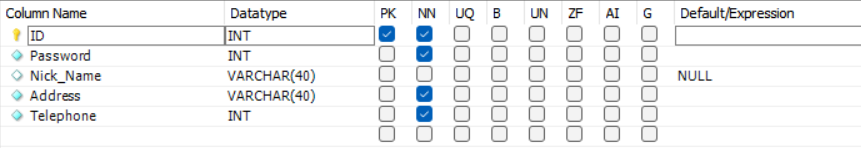 Column Name Datatype PK NN UQ B UN ZF AI G Default/Expression
ID INT
Password INT
Nick_Name VARCHAR(40) NULL
Address VARCHAR(40)
Telephone INT